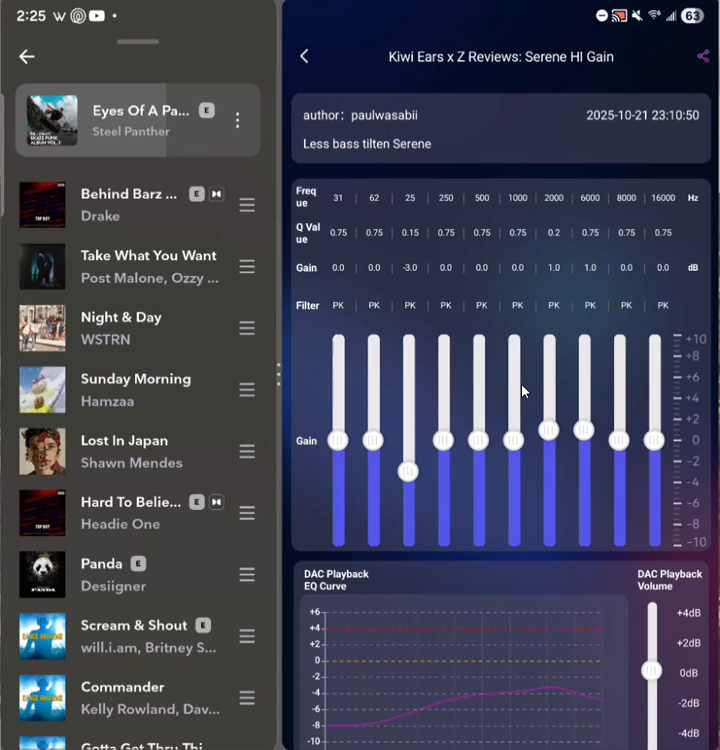 2:25
Eyes Of A Pa... E
Steel Panther
Behind Barz ... E
Drake
Take What You Want
Post Malone, Ozzy ...
Night & Day
WSTRN
Sunday Morning
Hamzaa
Lost In Japan
Shawn Mendes
Hard To Belie... E
Headie One
Panda E
Desiigner
Scream & Shout E
will.i.am, Britney S...
Commander
Kelly Rowland, Dav...
Gotta Get Thru Thi
63
Kiwi Ears x Z Reviews: Serene HI Gain
author: paulwasabii 2025-10-21 23:10:50
Less bass tilten Serene
Freq
ue
31 | 62 | 25 | 250 | 500 | 1000 | 2000 | 6000 | 8000 | 16000 Hz
Q Val
ue
0.75 | 0.75 | 0.15 | 0.75 | 0.75 | 0.75 | 0.2 | 0.75 | 0.75 | 0.75
Gain 0.0 | 0.0 | -3.0 | 0.0 | 0.0 | 0.0 | 1.0 | 1.0 | 0.0 | 0.0 dB
Filter PK | PK | PK | PK | PK | PK | PK | PK | PK | PK
Gain
+10
+8
+6
+4
+2
0
-2
-4
-6
-8
-10
DAC Playback
EQ Curve
+6
+4
+2
0
-2
-4
-6
-8
-10
DAC Playback
Volume
+4dB
+2dB
0dB
-2dB
-4dB